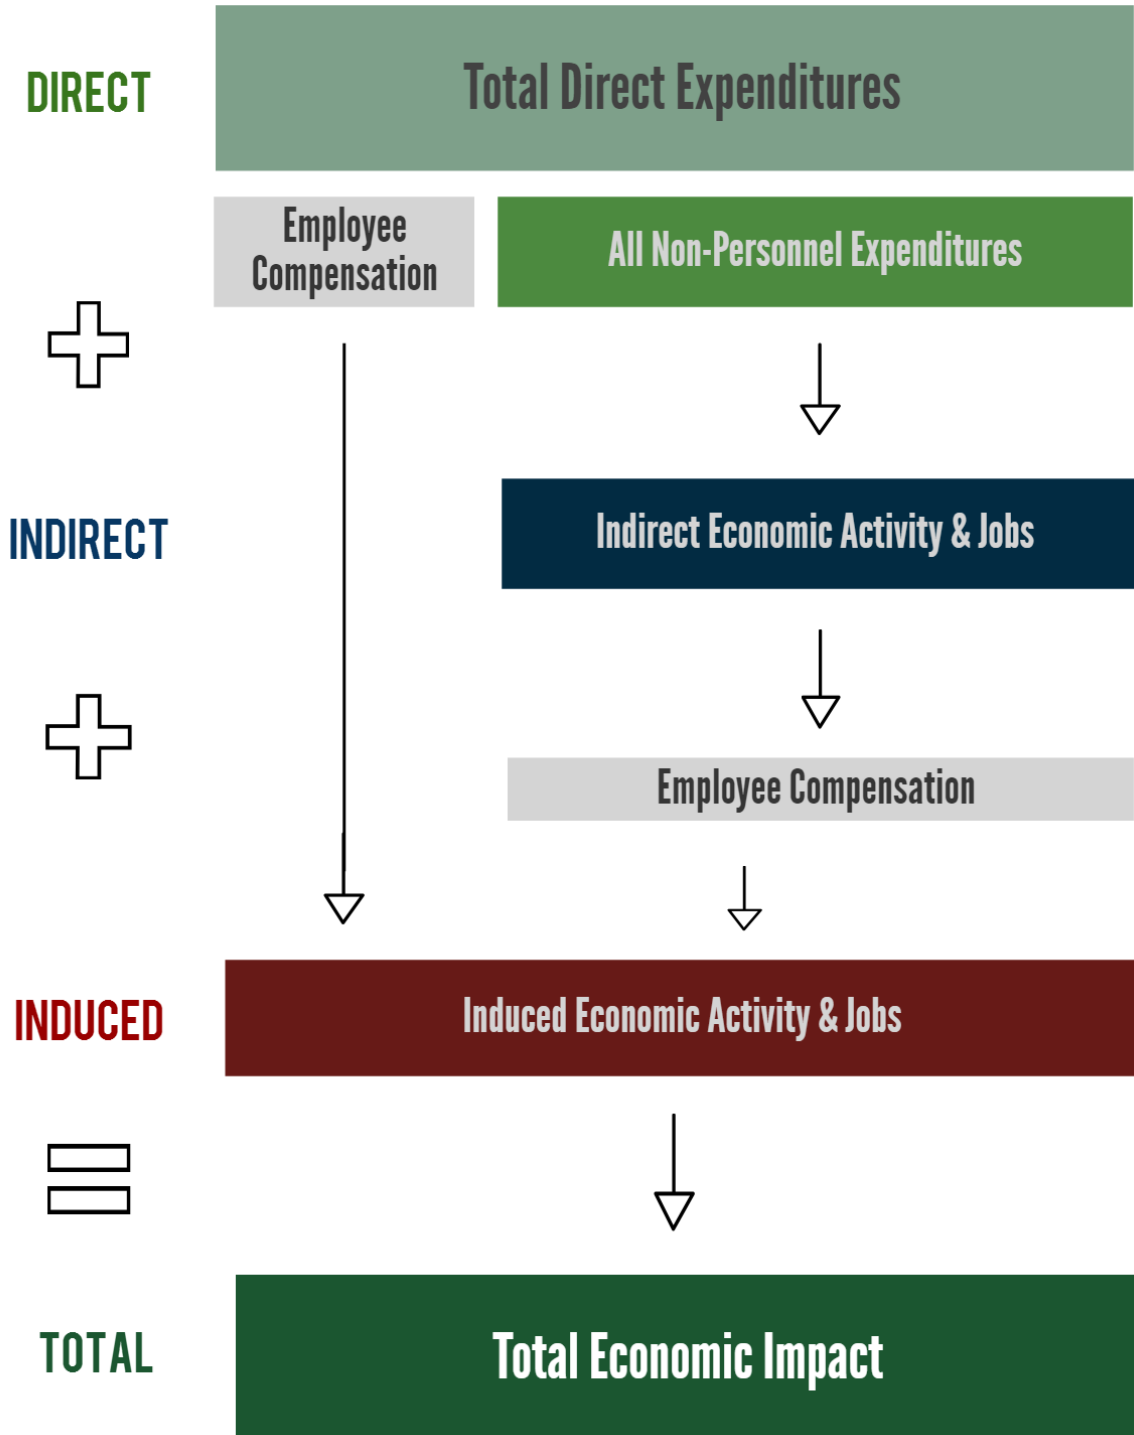 DIRECT
Total Direct Expenditures
Employee
Compensation
All Non-Personnel Expenditures
INDIRECT
Indirect Economic Activity & Jobs
Employee Compensation
INDUCED
Induced Economic Activity & Jobs
TOTAL
Total Economic Impact